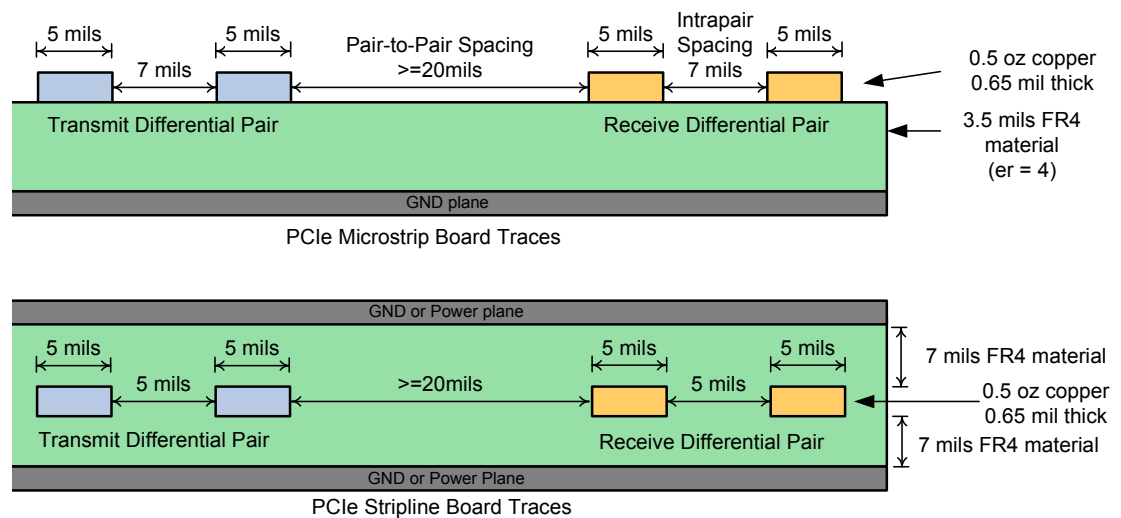 5 mils
5 mils
Pair-to-Pair Spacing
>=20mils
5 mils
Intrapair
Spacing
7 mils
5 mils
7 mils
0.5 oz copper
0.65 mil thick
Transmit Differential Pair
Receive Differential Pair
3.5 mils FR4
material
(er = 4)
GND plane
PCIe Microstrip Board Traces
GND or Power plane
5 mils
5 mils
5 mils
5 mils
7 mils FR4 material
5 mils
>=20mils
5 mils
0.5 oz copper
0.65 mil thick
Transmit Differential Pair
Receive Differential Pair
7 mils FR4 material
GND or Power Plane
PCIe Stripline Board Traces